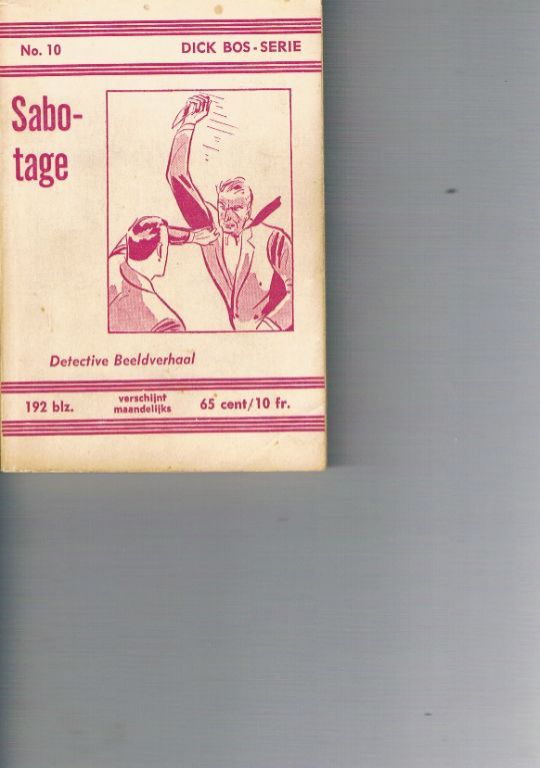 No. 10 DICK BOS - SERIE
Sabo-
tage
Detective Beeldverhaal
192 blz. verschijnt maandelijks 65 cent/10 fr.